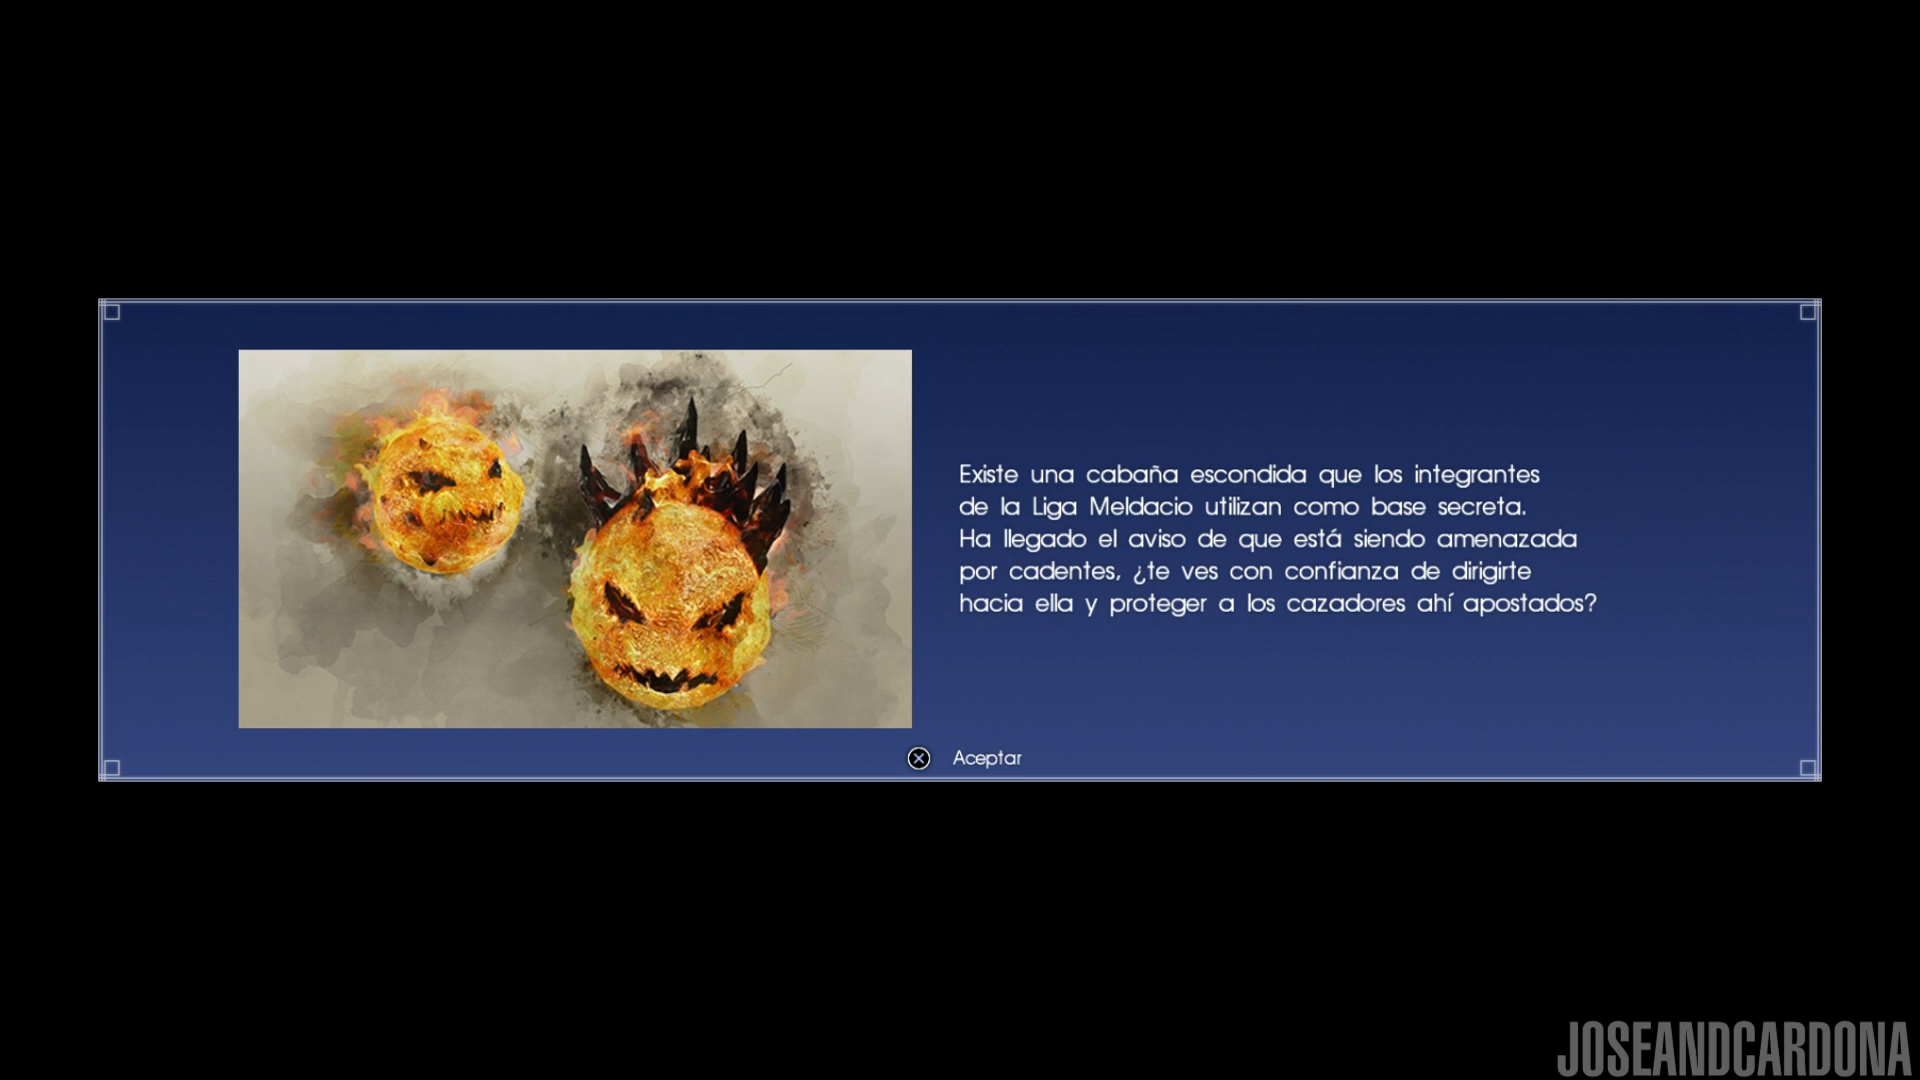 Existe una cabaña escondida que los integrantes
de la Liga Meldacio utilizan como base secreta.
Ha llegado el aviso de que está siendo amenazada
por cadentes, ¿te ves con confianza de dirigirte
hacia ella y proteger a los cazadores ahí apostados?
Aceptar
JOSEANDCARDONA